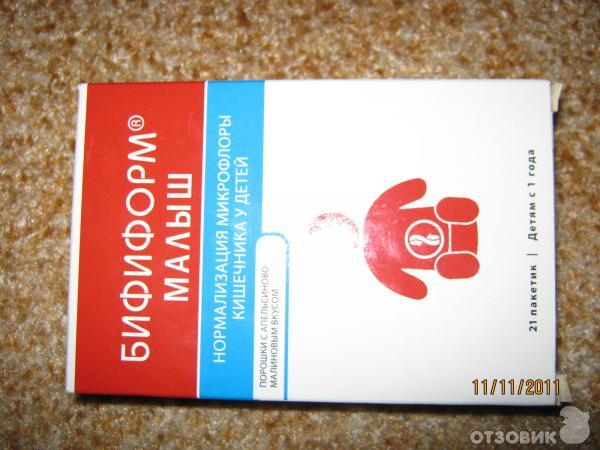 БИФИФОРМ®
МАЛЫШ
НОРМАЛИЗАЦИЯ МИКРОФЛОРЫ
КИШЕЧНИКА У ДЕТЕЙ
ПОРОШКИ С АПЕЛЬСИНОВО
МАЛИНОВЫМ ВКУСОМ
21 пакетик | Детям с 1 года
11/11/2011
ОТЗОВИК